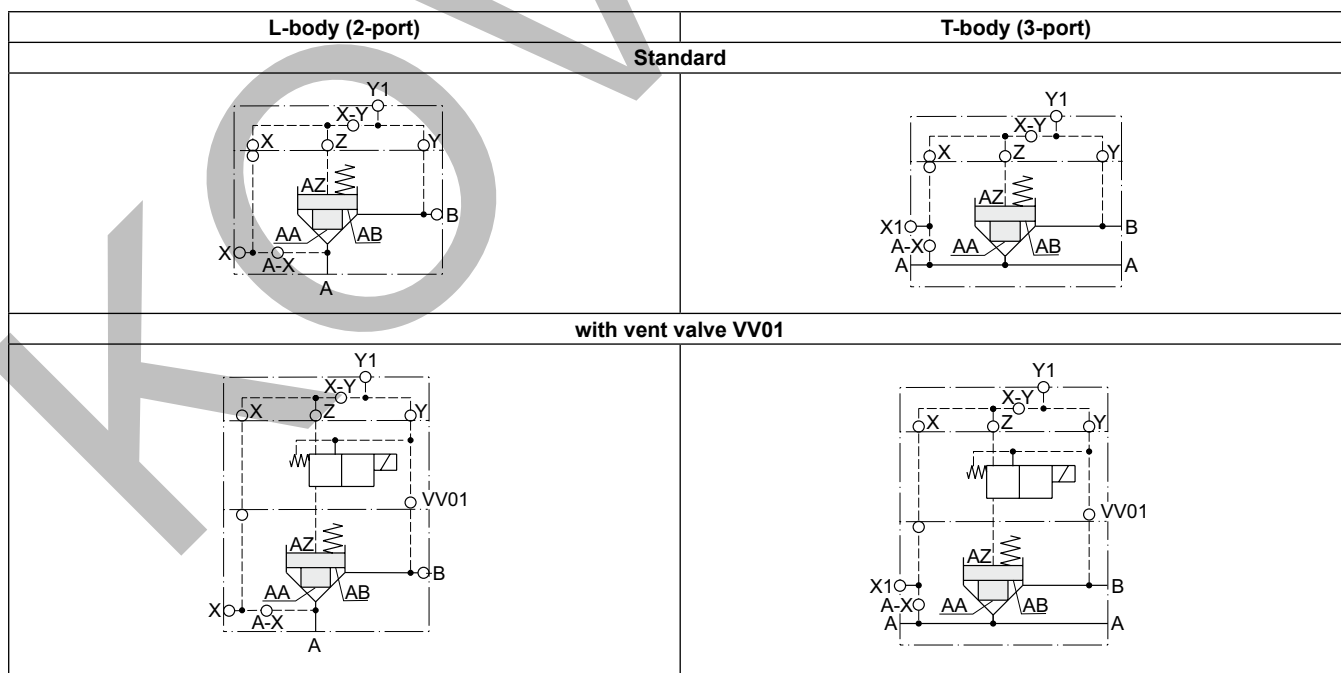 L-body (2-port) T-body (3-port)
Standard
Y1
X-Y
X Z Y
AZ
B
AA AB
X
A-X
A
Y1
X-Y
X Z Y
AZ
X1 B
AA AB
A-X
A A
with vent valve VV01
Y1
X-Y
X Z Y
VV01
AZ
B
AA AB
X
A-X
A
Y1
X-Y
X Z Y
VV01
AZ
X1 B
AA AB
A-X
A A